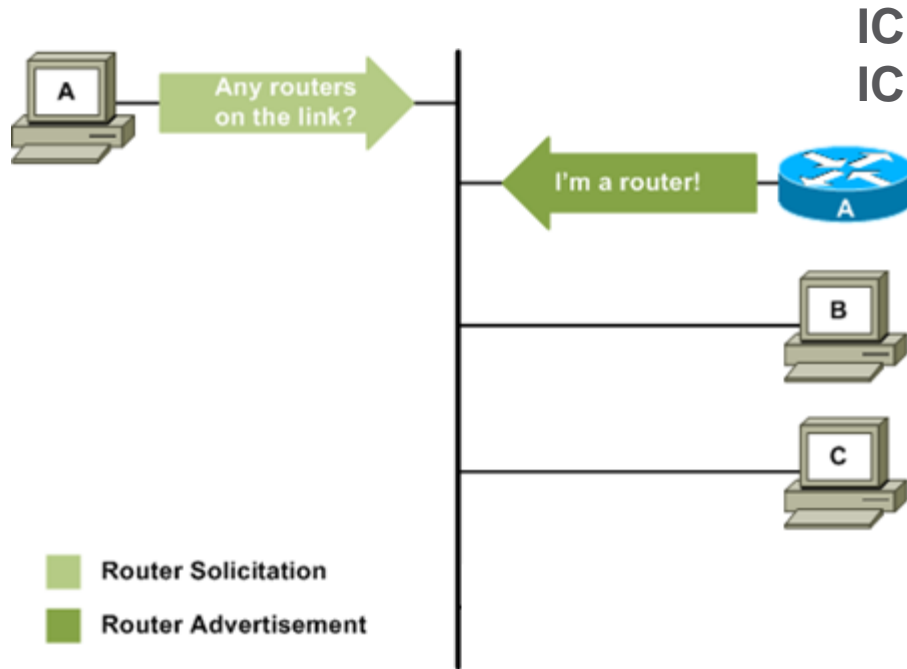 IC
IC
A
Any routers
on the link?
I'm a router!
A
B
C
Router Solicitation
Router Advertisement